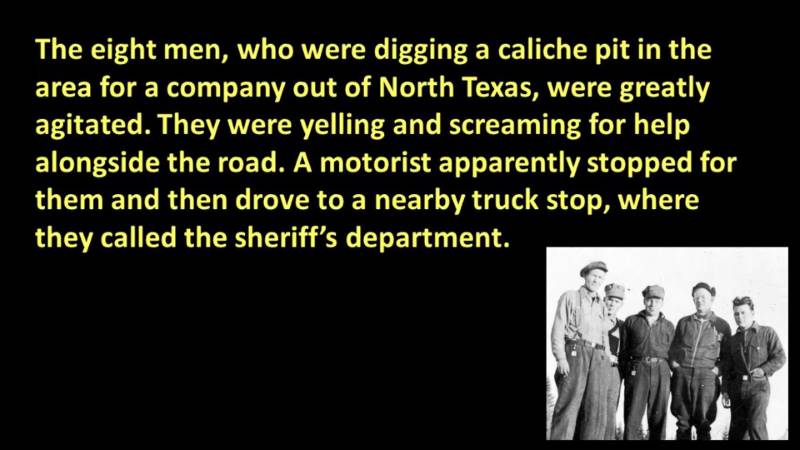 The eight men, who were digging a caliche pit in the
area for a company out of North Texas, were greatly
agitated. They were yelling and screaming for help
alongside the road. A motorist apparently stopped for
them and then drove to a nearby truck stop, where
they called the sheriff’s department.